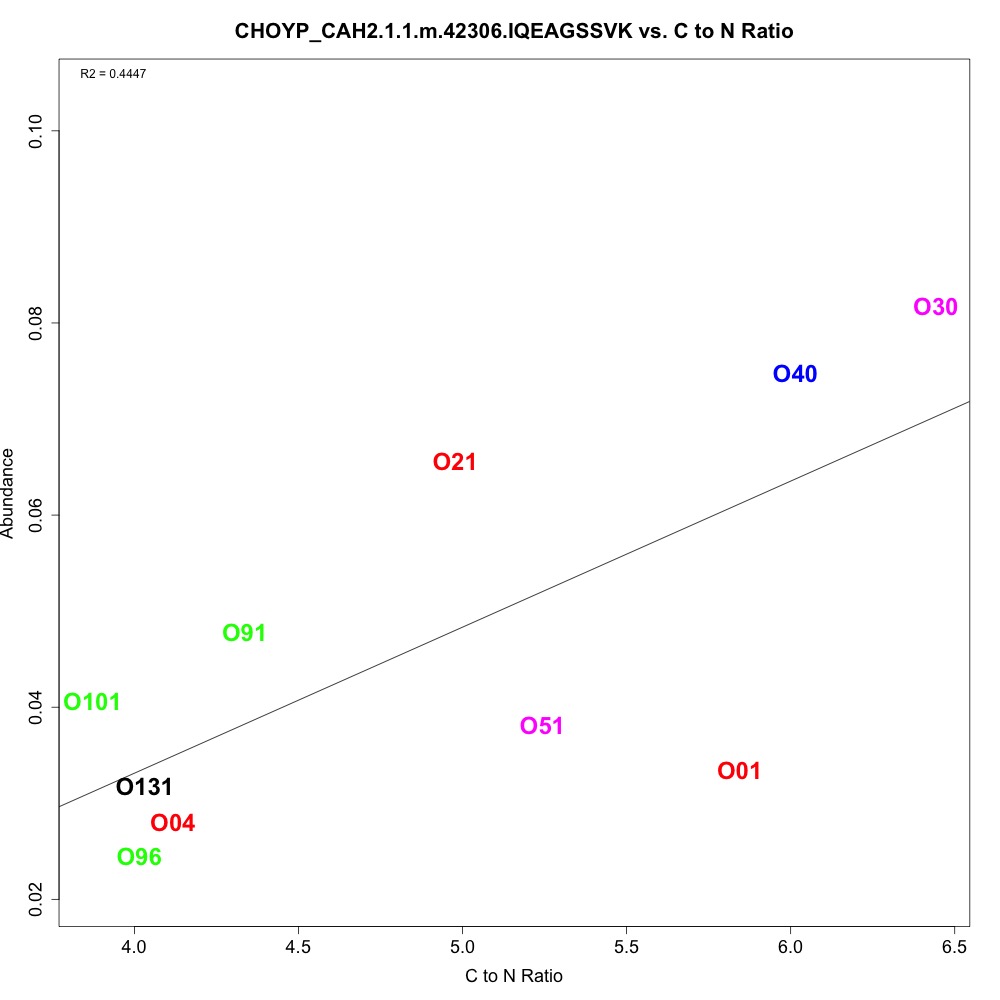 CHOYP_CAH2.1.1.m.42306.IQEAGSSVK vs. C to N Ratio
R2 = 0.4447
0.10
0.08
0.06
0.04
0.02
Abundance
O30
O40
O21
O91
O101
O51
O01
O131
O04
O96
4.0 4.5 5.0 5.5 6.0 6.5
C to N Ratio